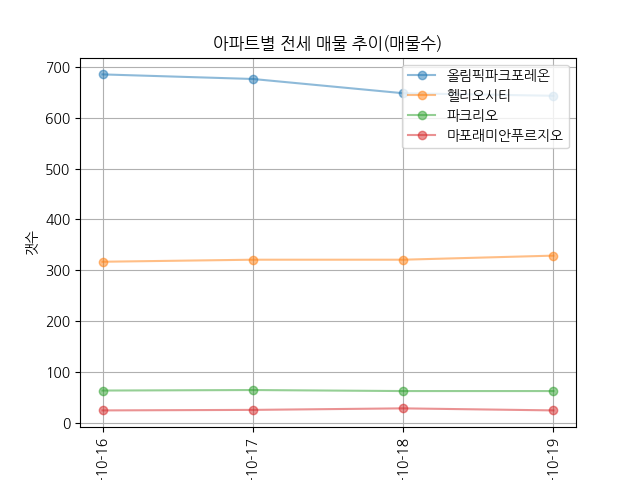 아파트별 전세 매물 추이(매물수)
700
600
500
400
300
200
100
0
갯수
올림픽파크포레온
헬리오시티
파크리오
마포래미안푸르지오
-10-16
-10-17
-10-18
-10-19